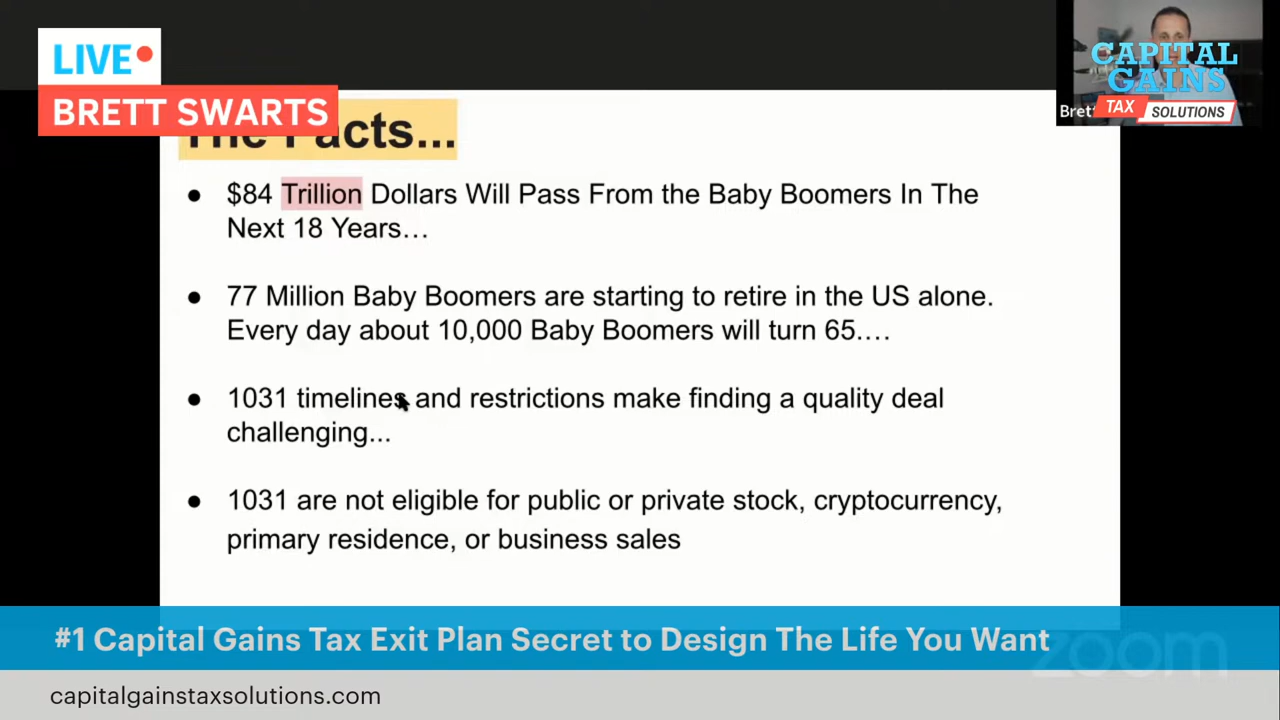 LIVE
BRETT SWARTS
CAPITAL
GAINS
TAX SOLUTIONS
Brett
The Facts...
● $84 Trillion Dollars Will Pass From the Baby Boomers In The
Next 18 Years…
● 77 Million Baby Boomers are starting to retire in the US alone.
Every day about 10,000 Baby Boomers will turn 65.…
● 1031 timelines and restrictions make finding a quality deal
challenging...
● 1031 are not eligible for public or private stock, cryptocurrency,
primary residence, or business sales
#1 Capital Gains Tax Exit Plan Secret to Design The Life You Want
zoom
capitalgainstaxsolutions.com